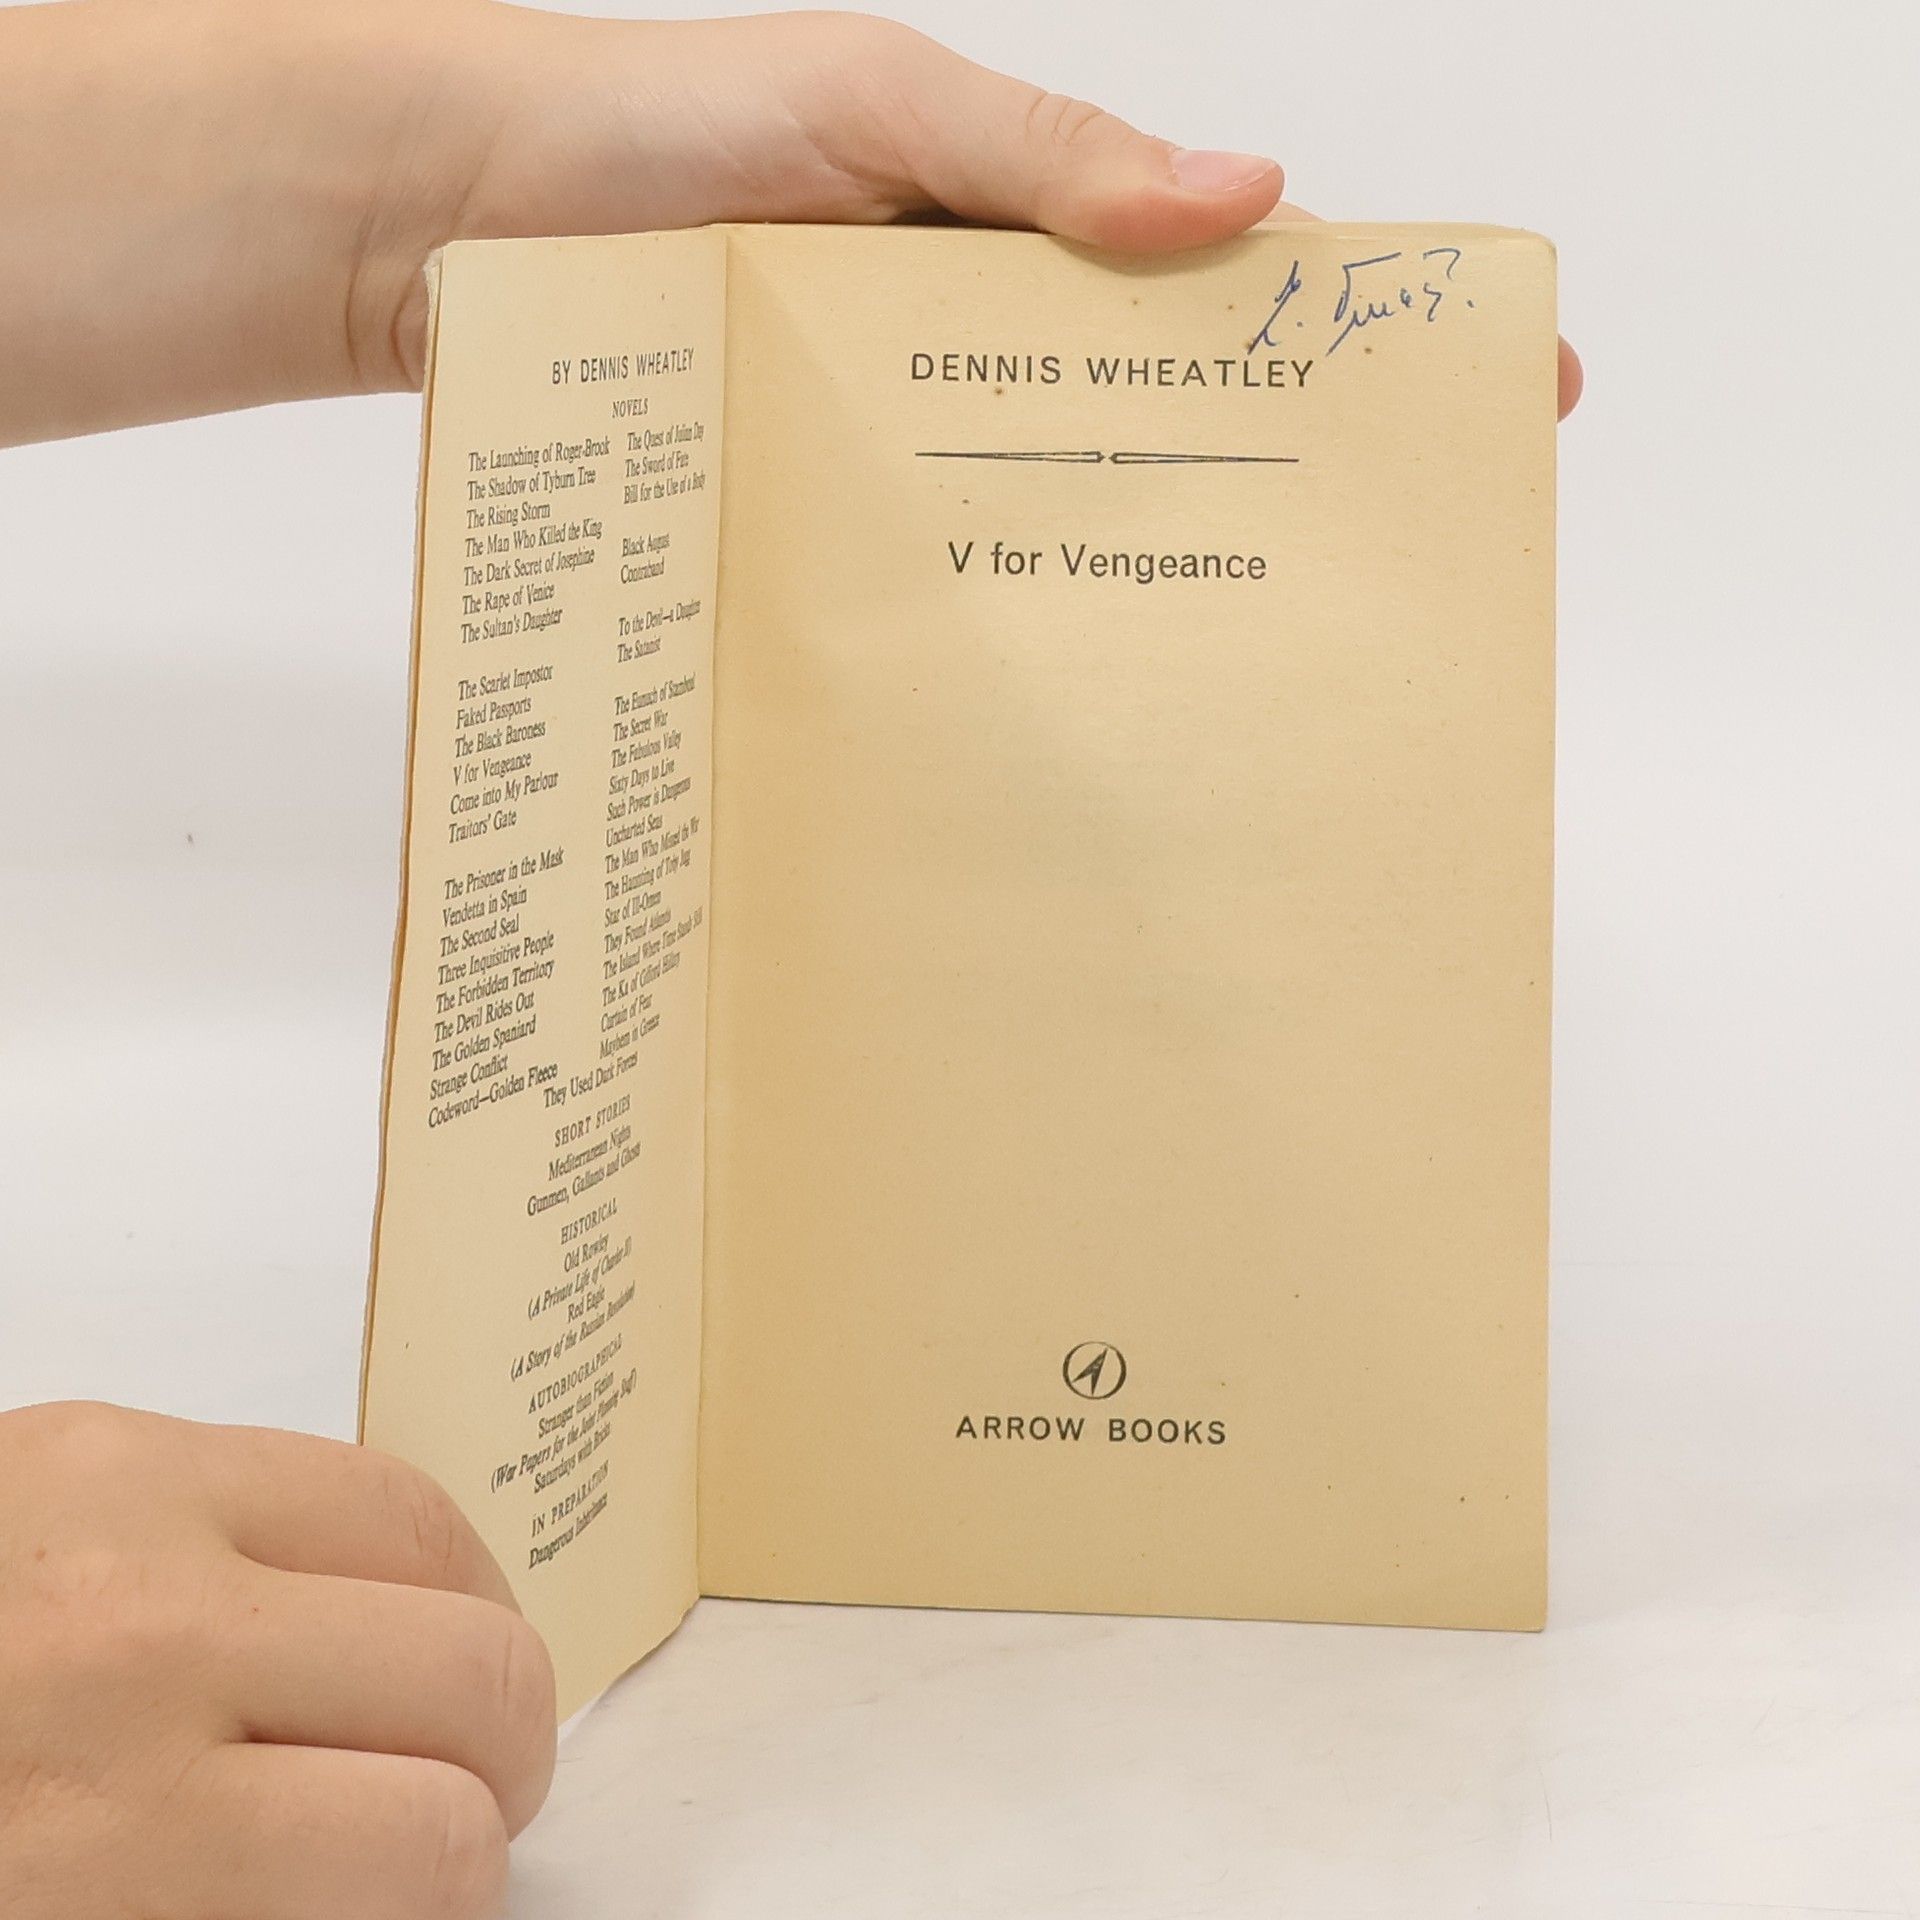 BY DENNIS WHEATLEY
NOVELS
The Launching of Roger Brook
The Shadow of Tyburn Tree
The Rising Storm
The Man Who Killed the King
The Dark Secret of Josephine
The Rape of Venice
The Sultan's Daughter
The Scarlet Impostor
Faked Passports
The Black Baroness
V for Vengeance
Come into My Parlour
Traitors' Gate
The Prisoner in the Mask
Vendetta in Spain
The Second Seal
Three Inquisitive People
The Forbidden Territory
The Devil Rides Out
The Golden Spaniard
Strange Conflict
Codeword—Golden Fleece
The Quest of Julian Day
The Sword of Fate
Bill for the Use of a Body
Black August
Contraband
To the Devil—a Daughter
The Satanist
The Eunuch of Stamboul
The Secret War
The Fabulous Valley
Sixty Days to Live
Such Power is Dangerous
Uncharted Seas
The Man Who Missed the War
The Haunting of Toby Jugg
Star of Ill-Omen
They Found Atlantis
The Island Where Time Stands Still
The Ka of Gifford Hillary
Curtain of Fear
Mayhem in Greece
They Used Dark Forces
SHORT STORIES
Mediterranean Nights
Gunmen, Gallants and Ghosts
HISTORICAL
Old Rowley
(A Private Life of Charles II)
Red Eagle
(A Story of the Russian Revolution)
AUTOBIOGRAPHICAL
Stranger than Fiction
(War Papers for the Joint Planning Staff)
Saturdays with Bricks
IN PREPARATION
Dangerous Inheritance
DENNIS WHEATLEY
V for Vengeance
ARROW BOOKS